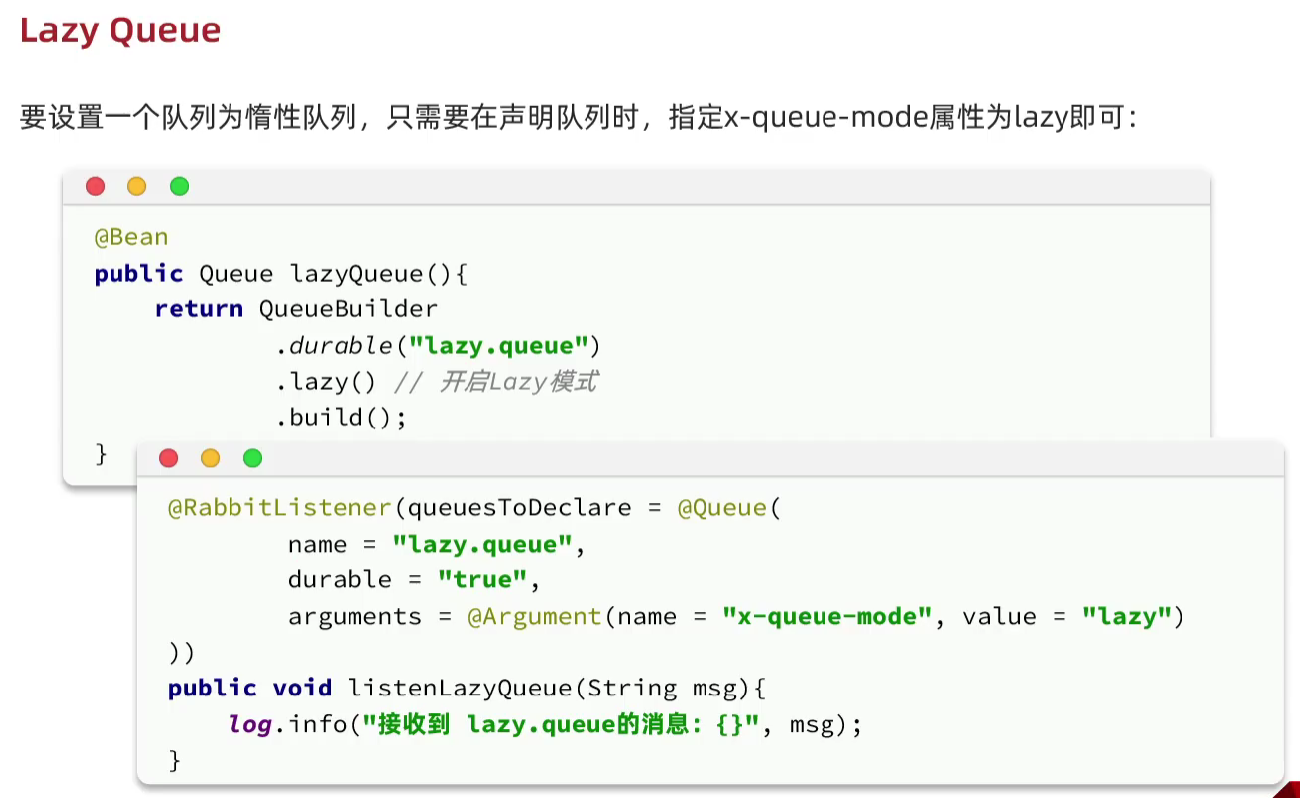 Lazy Queue
要设置一个队列为惰性队列，只需要在声明队列时，指定x-queue-mode属性为lazy即可：
@Bean
public Queue lazyQueue(){
return QueueBuilder
.durable("lazy.queue")
.lazy() // 开启Lazy模式
.build();
}
@RabbitListener(queuesToDeclare = @Queue(
name = "lazy.queue",
durable = "true",
arguments = @Argument(name = "x-queue-mode", value = "lazy")
))
public void listenLazyQueue(String msg){
log.info("接收到 lazy.queue的消息：{}", msg);
}